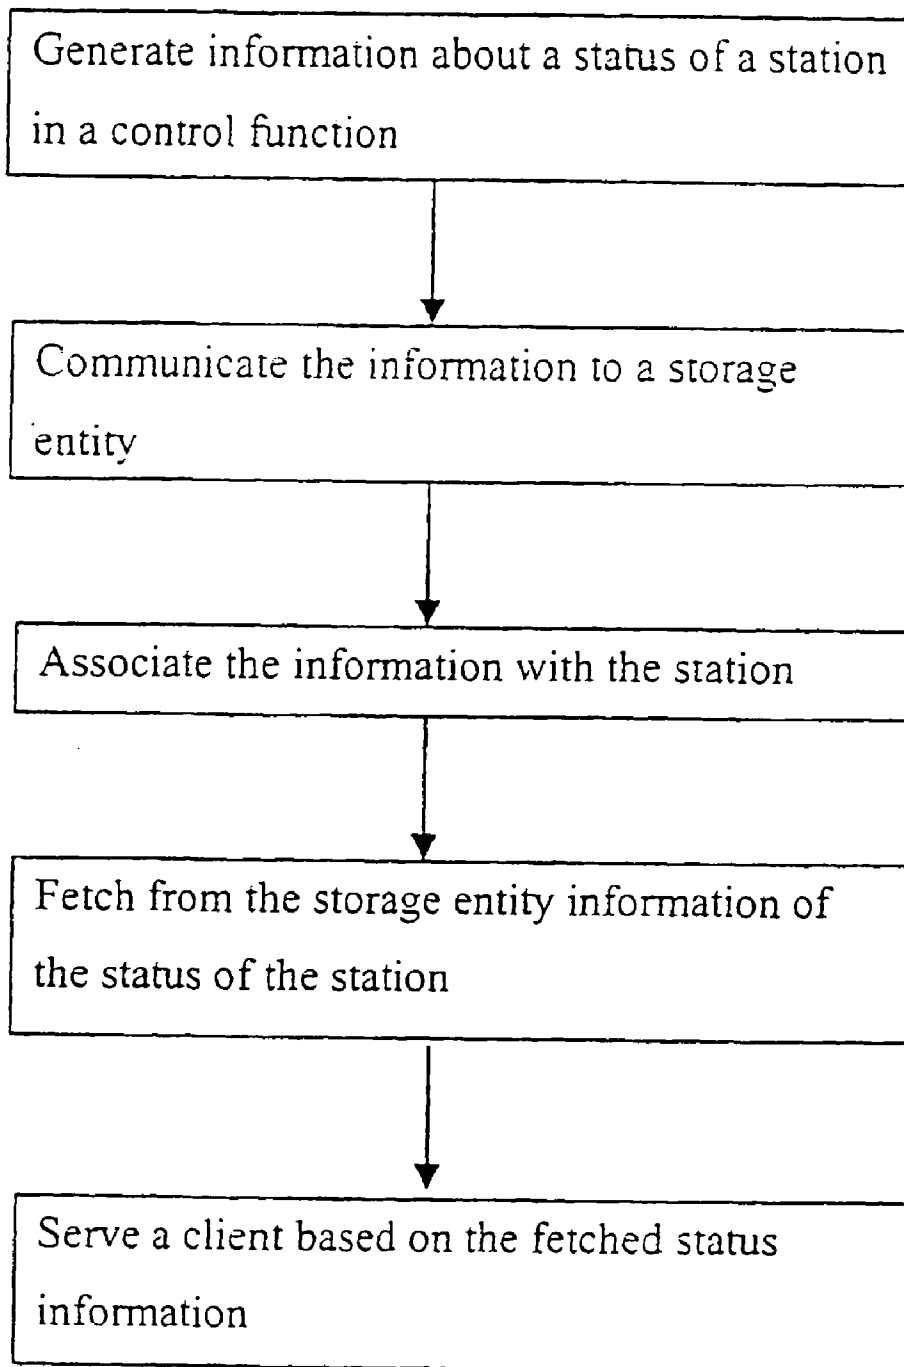 Generate information about a status of a station
in a control function
Communicate the information to a storage
entity
Associate the information with the station
Fetch from the storage entity information of
the status of the station
Serve a client based on the fetched status
information